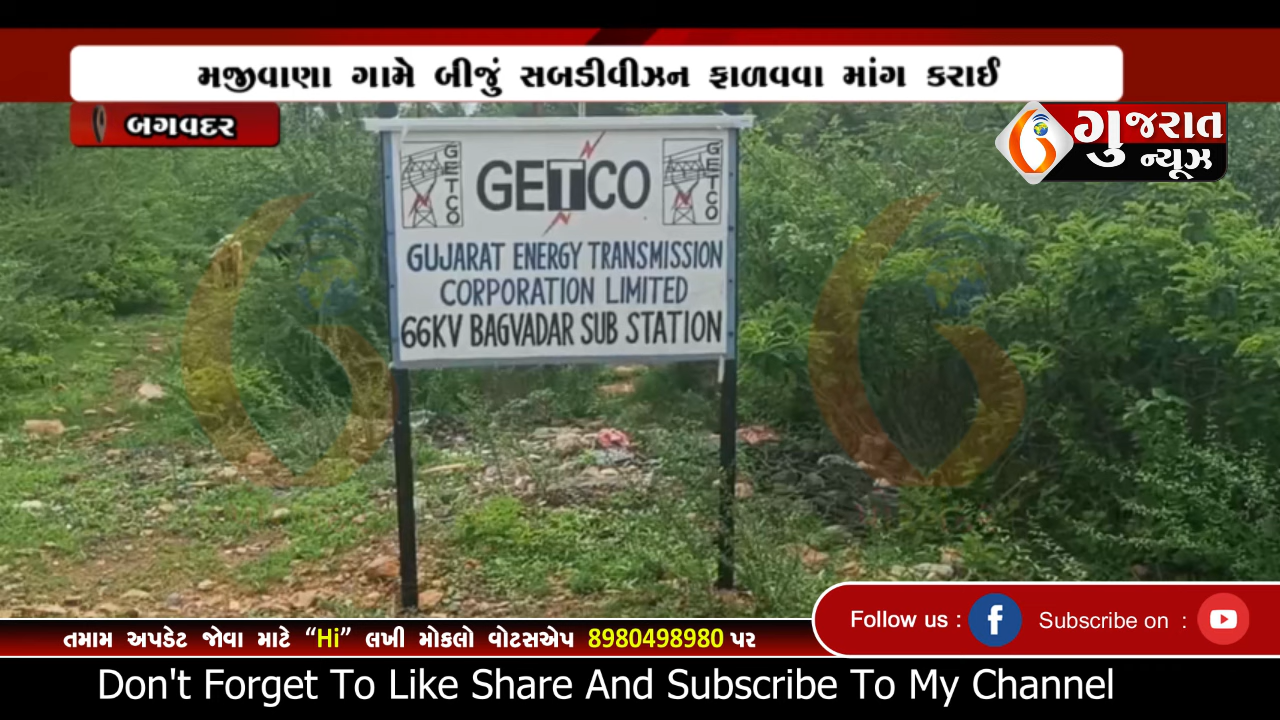 મજીવાણા ગામે બીજું સબડીવીઝન ફાળવવા માંગ કરાઈ
બગવદર
ગુજરાત
ન્યૂઝ
GETCO
GETCO
GETCO
GUJARAT ENERGY TRANSMISSION
CORPORATION LIMITED
66KV BAGVADAR SUB STATION
Follow us :
Subscribe on :
તમામ અપડેટ જોવા માટે “Hi” લખી મોકલો વોટસએપ 8980498980 પર
Don't Forget To Like Share And Subscribe To My Channel